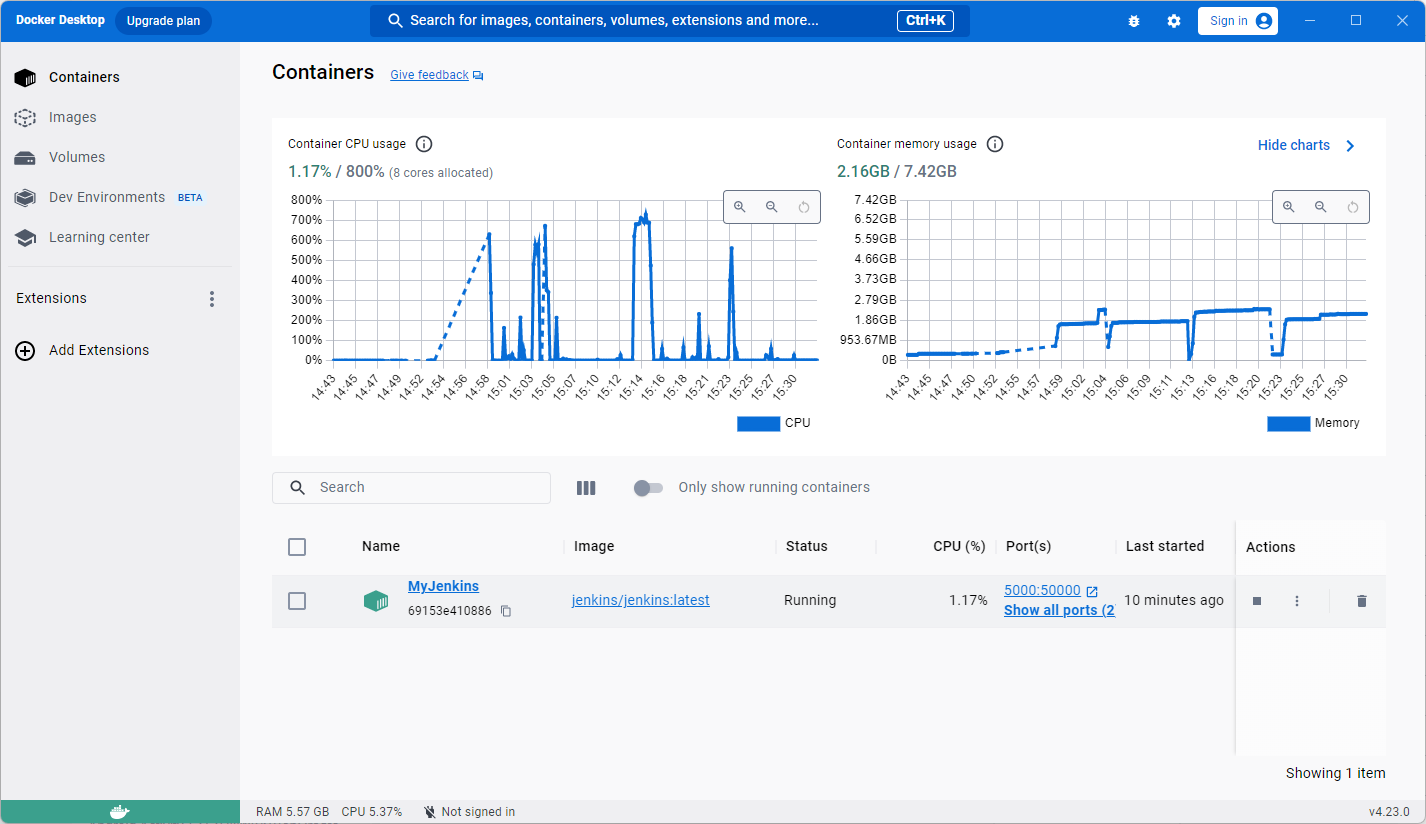 Docker Desktop Upgrade plan Search for images, containers, volumes, extensions and more... Ctrl+K Sign in
Containers
Images
Volumes
Dev Environments BETA
Learning center
Extensions
Add Extensions
Containers Give feedback
Container CPU usage
1.17% / 800% (8 cores allocated)
800%
700%
600%
500%
400%
300%
200%
100%
0%
14:43 14:45 14:47 14:49 14:52 14:54 14:56 14:58 15:01 15:03 15:05 15:07 15:10 15:12 15:14 15:16 15:18 15:21 15:23 15:25 15:27 15:30
CPU
Container memory usage
Hide charts
2.16GB / 7.42GB
7.42GB
6.52GB
5.59GB
4.66GB
3.73GB
2.79GB
1.86GB
953.67MB
0B
14:43 14:45 14:47 14:50 14:52 14:55 14:57 14:59 15:02 15:04 15:06 15:09 15:11 15:13 15:16 15:18 15:20 15:23 15:25 15:27 15:30
Memory
Search
Only show running containers
Name Image Status CPU (%) Port(s) Last started Actions
MyJenkins
69153e410886
jenkins/jenkins:latest
Running
1.17%
5000:50000
Show all ports (2
10 minutes ago
Showing 1 item
RAM 5.57 GB CPU 5.37% Not signed in v4.23.0